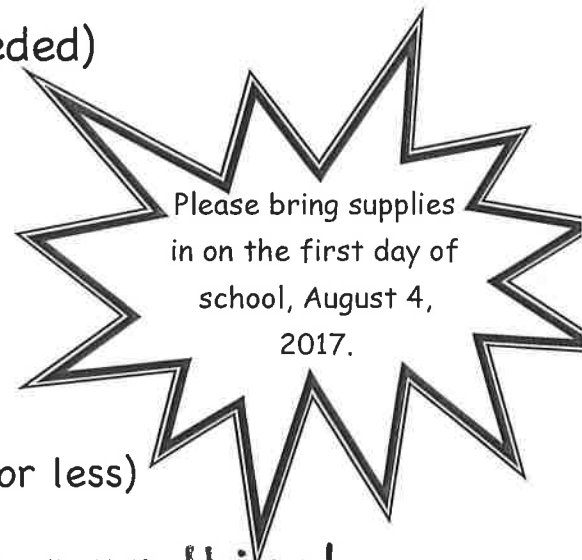 eded)
Please bring supplies
in on the first day of
school, August 4,
2017.
or less)